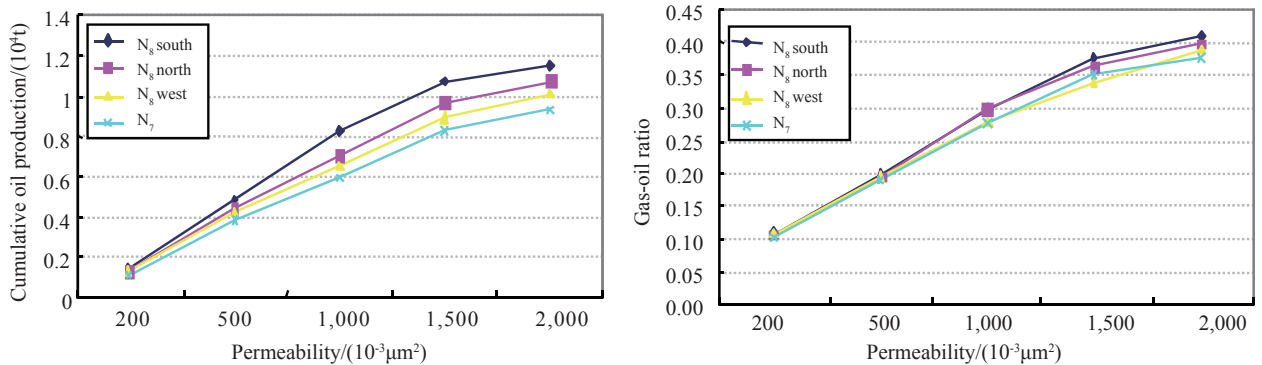 Cumulative oil production/(10⁴t)
1.4
1.2
1
0.8
0.6
0.4
0.2
0
N₈ south
N₈ north
N₈ west
N₇
200 500 1,000 1,500 2,000
Permeability/(10⁻³μm²)
Gas-oil ratio
0.45
0.40
0.35
0.30
0.25
0.20
0.15
0.10
0.05
0.00
N₈ south
N₈ north
N₈ west
N₇
200 500 1,000 1,500 2,000
Permeability/(10⁻³μm²)